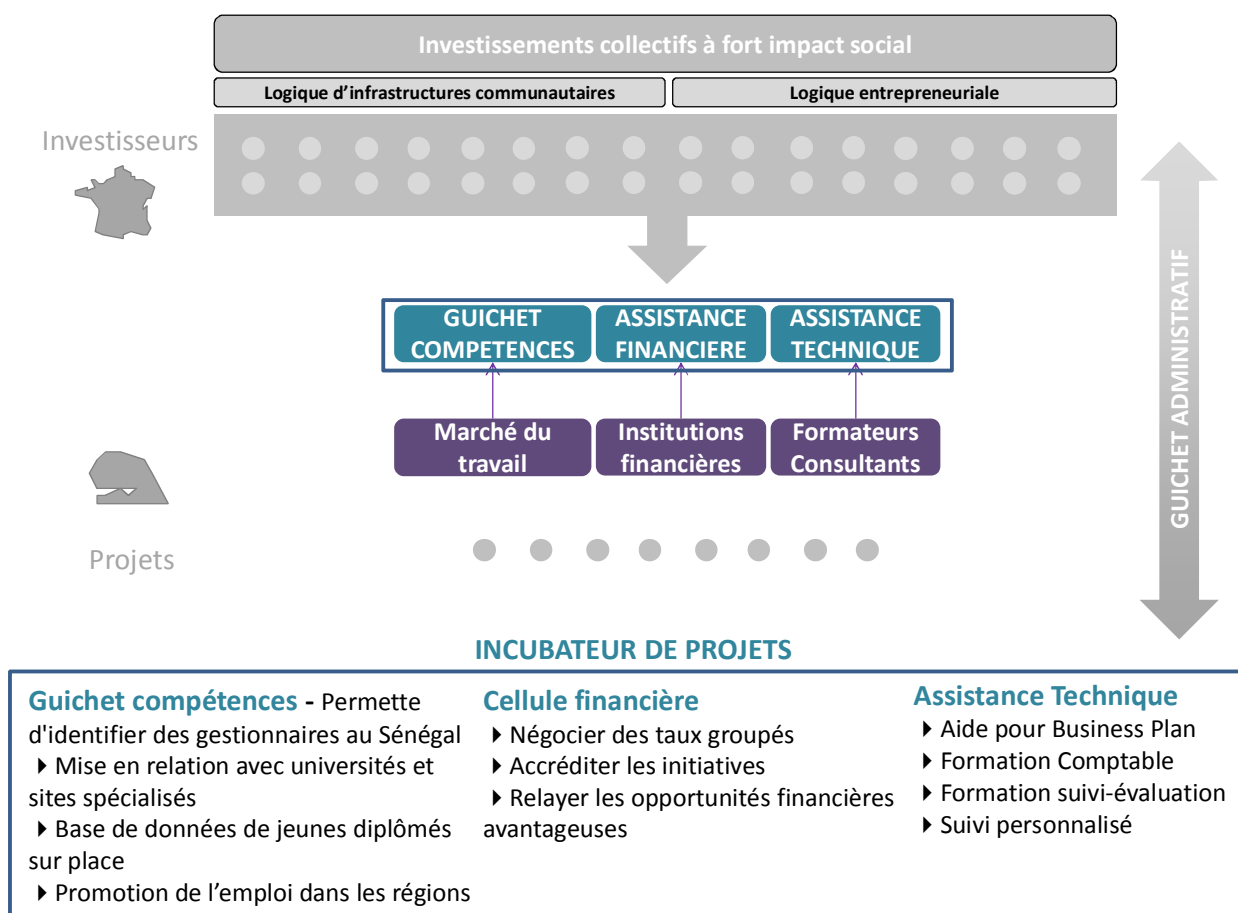 Investissements collectifs à fort impact social
Logique d'infrastructures communautaires
Logique entrepreneuriale
Investisseurs
GUICHET
COMPETENCES
ASSISTANCE
FINANCIERE
ASSISTANCE
TECHNIQUE
Marché du
travail
Institutions
financières
Formateurs
Consultants
Projets
GUICHET ADMINISTRATIF
INCUBATEUR DE PROJETS
Guichet compétences - Permette
d'identifier des gestionnaires au Sénégal
Mise en relation avec universités et
sites spécialisés
Base de données de jeunes diplômés
sur place
Promotion de l’emploi dans les régions
Cellule financière
Négocier des taux groupés
Accréditer les initiatives
Relayer les opportunités financières
avantageuses
Assistance Technique
Aide pour Business Plan
Formation Comptable
Formation suivi-évaluation
Suivi personnalisé